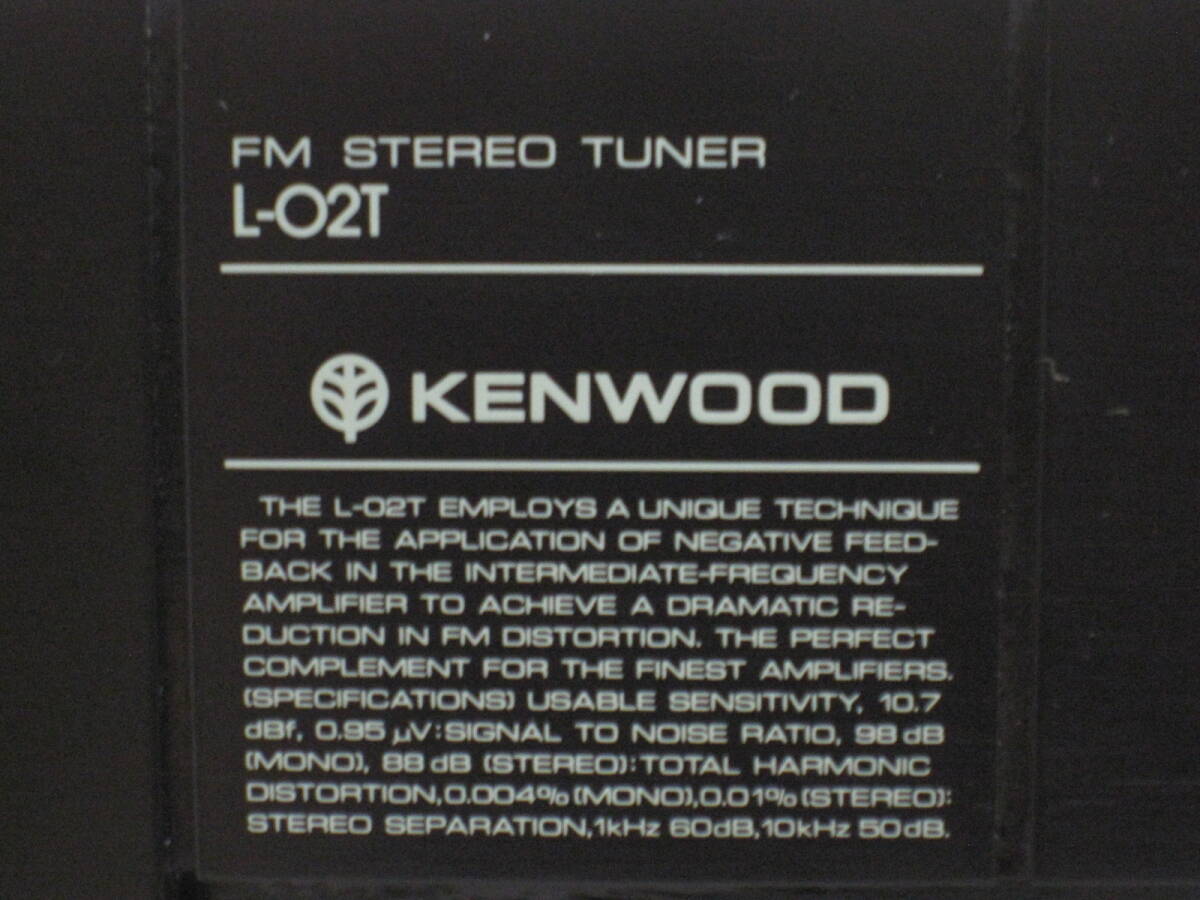 FM STEREO TUNER
L-02T
KENWOOD
THE L-02T EMPLOYS A UNIQUE TECHNIQUE
FOR THE APPLICATION OF NEGATIVE FEED-
BACK IN THE INTERMEDIATE-FREQUENCY
AMPLIFIER TO ACHIEVE A DRAMATIC RE-
DUCTION IN FM DISTORTION. THE PERFECT
COMPLEMENT FOR THE FINEST AMPLIFIERS.
(SPECIFICATIONS) USABLE SENSITIVITY, 10.7
dBf, 0.95 µV:SIGNAL TO NOISE RATIO, 98 dB
(MONO), 88 dB (STEREO):TOTAL HARMONIC
DISTORTION,0.004%(MONO),0.01%(STEREO):
STEREO SEPARATION,1kHz 60dB,10kHz 50dB.